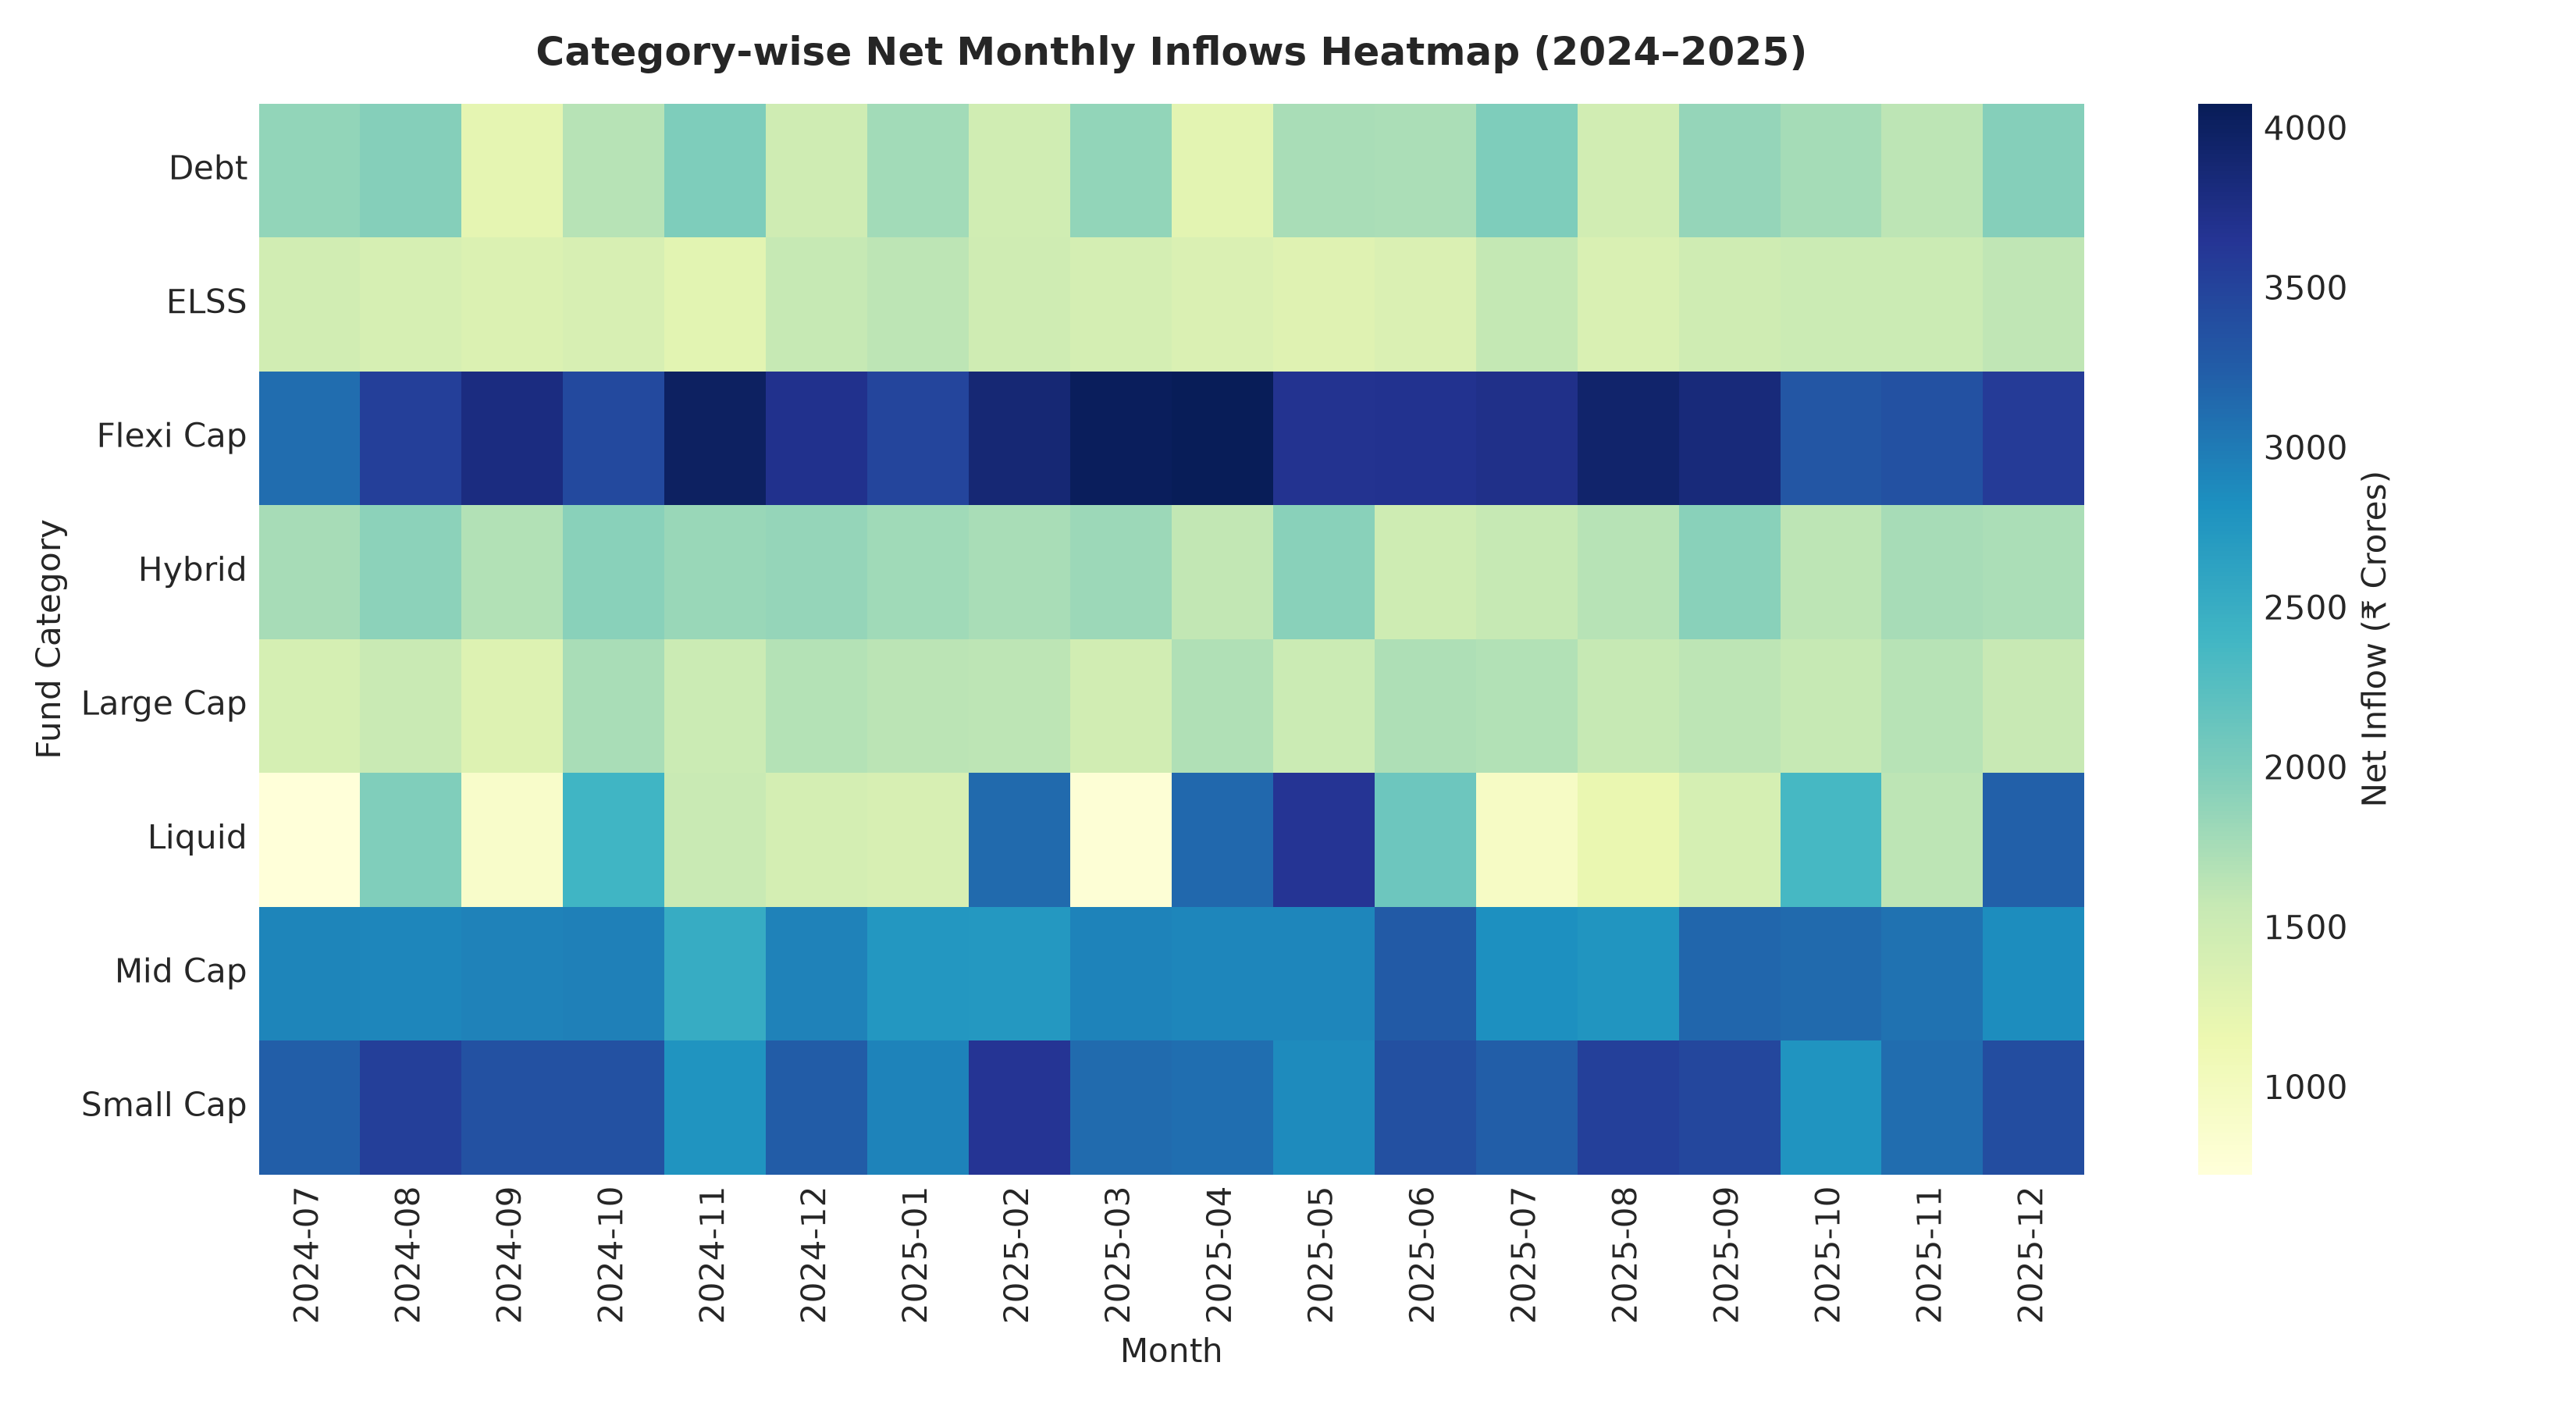 Category-wise Net Monthly Inflows Heatmap (2024–2025)
Fund Category
Debt
ELSS
Flexi Cap
Hybrid
Large Cap
Liquid
Mid Cap
Small Cap
2024-07
2024-08
2024-09
2024-10
2024-11
2024-12
2025-01
2025-02
2025-03
2025-04
2025-05
2025-06
2025-07
2025-08
2025-09
2025-10
2025-11
2025-12
Month
4000
3500
3000
2500
2000
1500
1000
Net Inflow (₹ Crores)